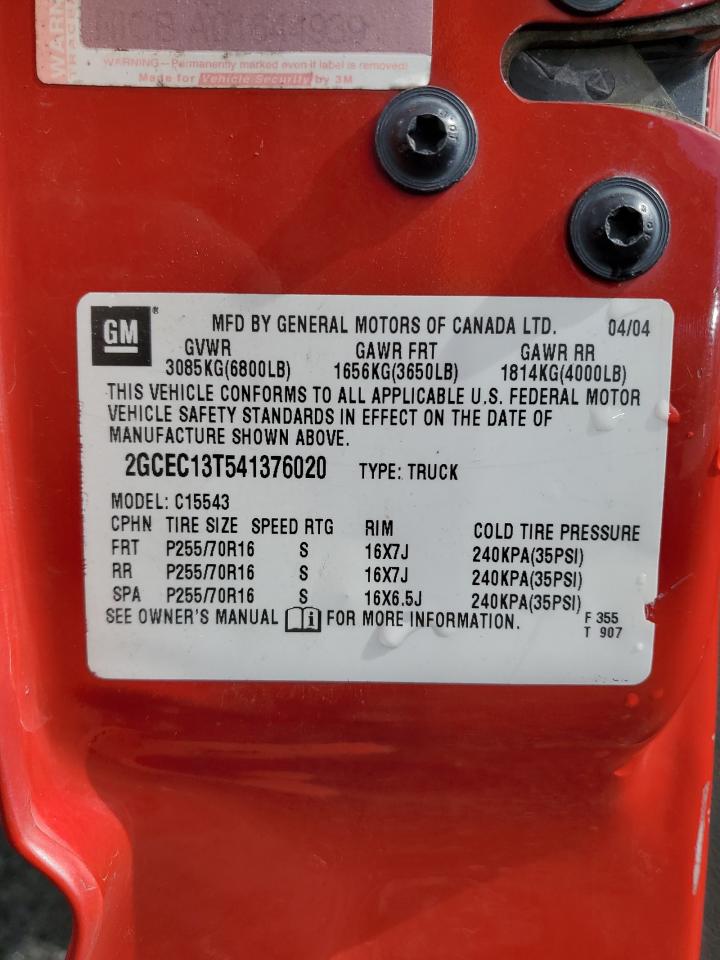 WARNING—Permanently marked even if label is removed!
Made for Vehicle Security by 3M
GM®
MFD BY GENERAL MOTORS OF CANADA LTD. 04/04
GVWR GAWR FRT GAWR RR
3085KG(6800LB) 1656KG(3650LB) 1814KG(4000LB)
THIS VEHICLE CONFORMS TO ALL APPLICABLE U.S. FEDERAL MOTOR
VEHICLE SAFETY STANDARDS IN EFFECT ON THE DATE OF
MANUFACTURE SHOWN ABOVE.
2GCEC13T541376020 TYPE: TRUCK
MODEL: C15543
CPHN TIRE SIZE SPEED RTG RIM COLD TIRE PRESSURE
FRT P255/70R16 S 16X7J 240KPA(35PSI)
RR P255/70R16 S 16X7J 240KPA(35PSI)
SPA P255/70R16 S 16X6.5J 240KPA(35PSI)
SEE OWNER'S MANUAL FOR MORE INFORMATION.
F 355
T 907